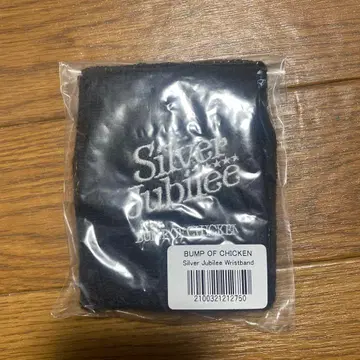 Silver
Jubilee
BUMP OF CHICKEN
BUMP OF CHICKEN
Silver Jubilee Wristband
2100321212750